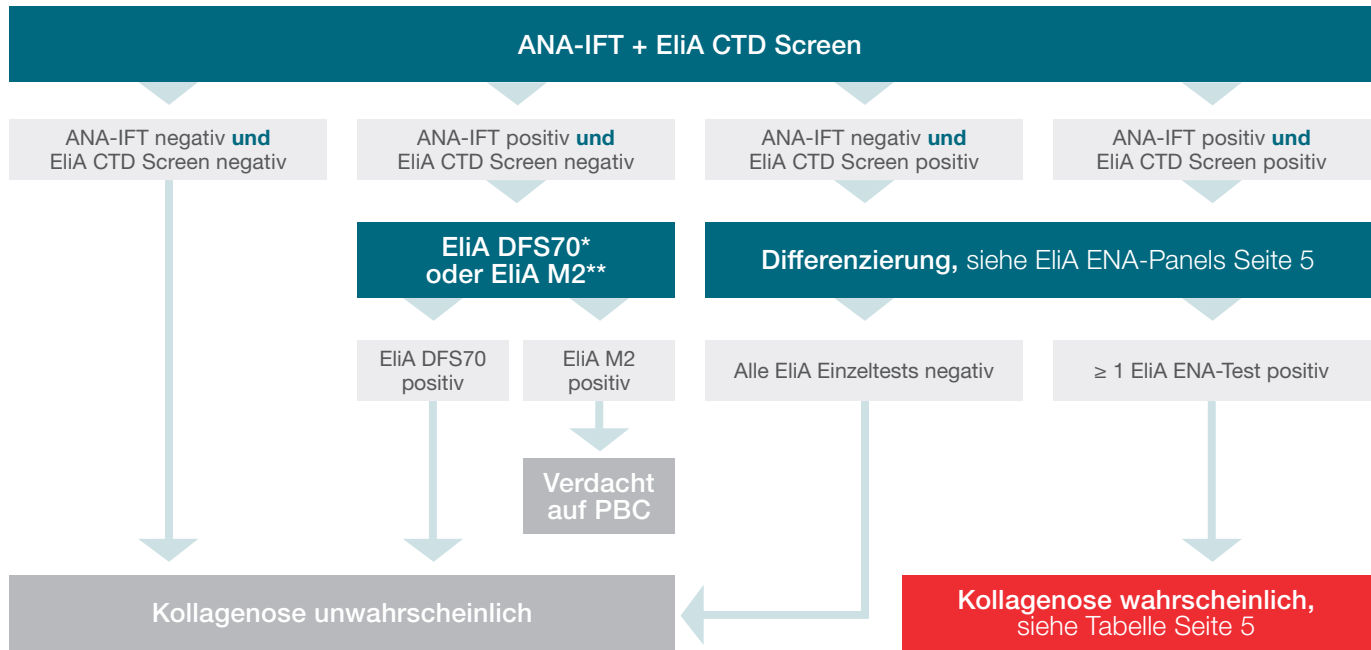 ANA-IFT + EliA CTD Screen
ANA-IFT negativ und
EliA CTD Screen negativ
ANA-IFT positiv und
EliA CTD Screen negativ
ANA-IFT negativ und
EliA CTD Screen positiv
ANA-IFT positiv und
EliA CTD Screen positiv
EliA DFS70*
oder EliA M2**
Differenzierung, siehe EliA ENA-Panels Seite 5
EliA DFS70
positiv
EliA M2
positiv
Alle EliA Einzeltests negativ
≥ 1 EliA ENA-Test positiv
Verdacht
auf PBC
Kollagenose unwahrscheinlich
Kollagenose wahrscheinlich,
siehe Tabelle Seite 5